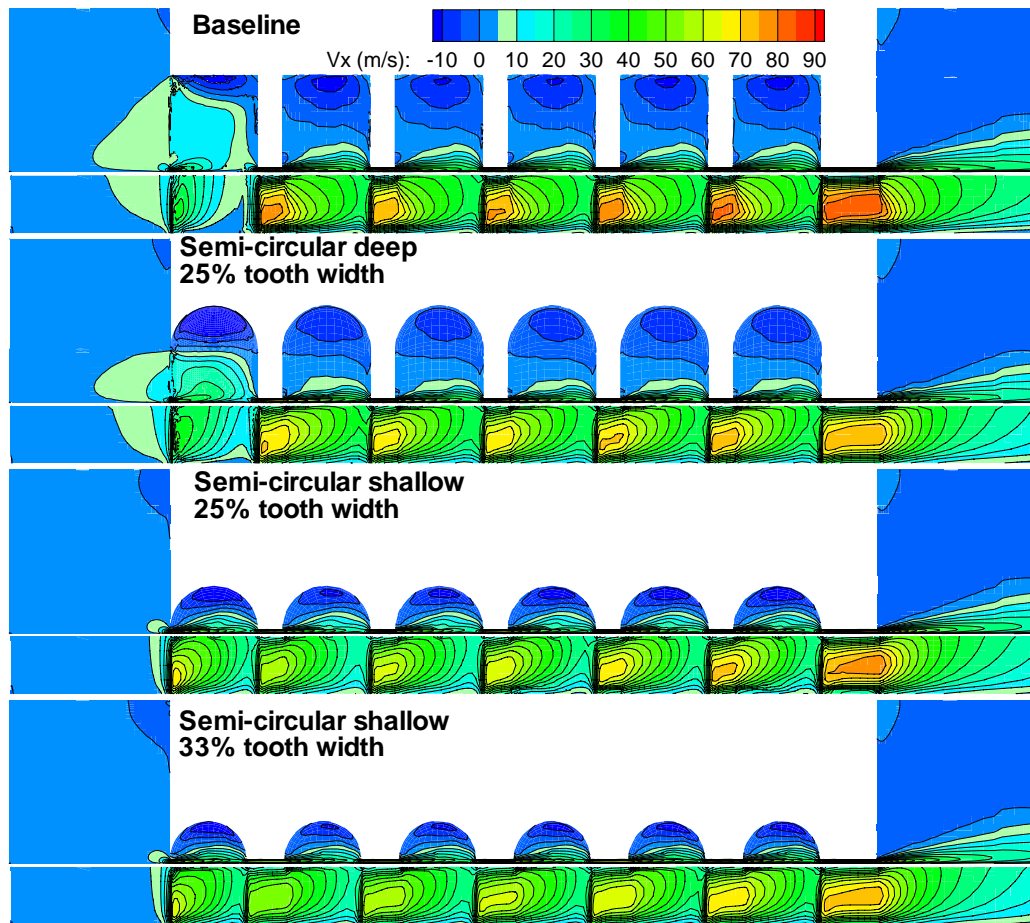 Baseline
Vx (m/s): -10 0 10 20 30 40 50 60 70 80 90
Semi-circular deep
25% tooth width
Semi-circular shallow
25% tooth width
Semi-circular shallow
33% tooth width